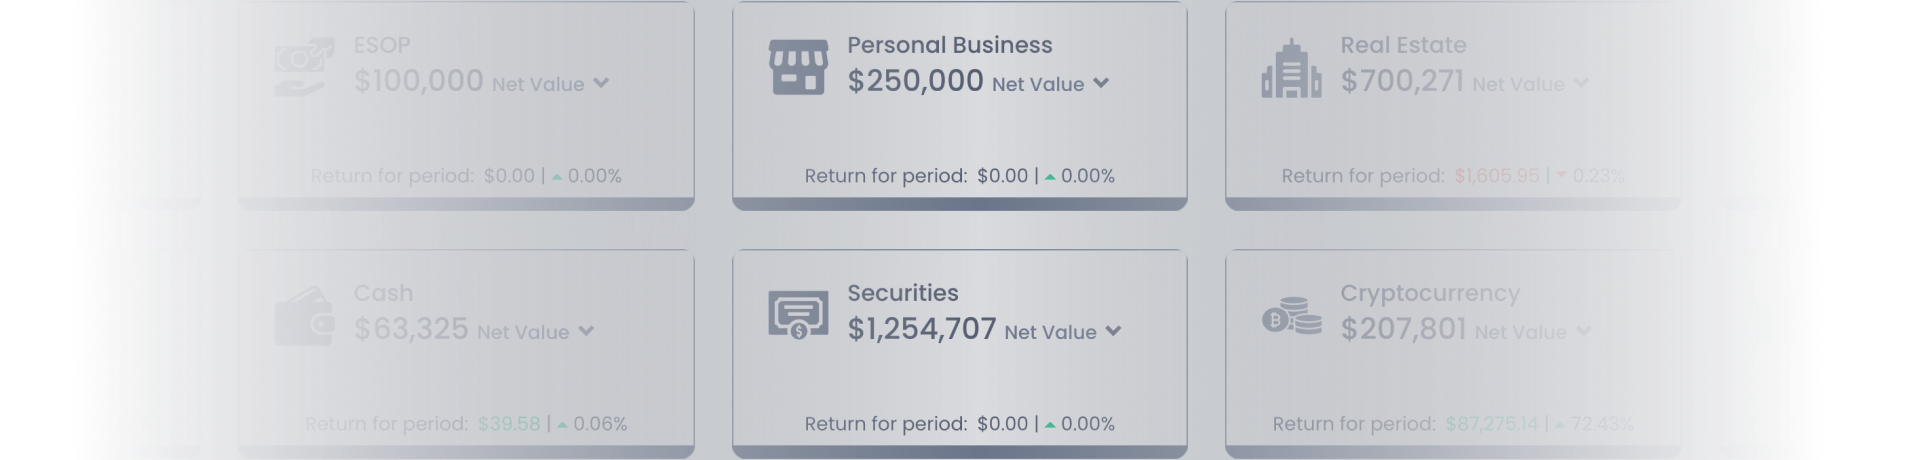 ESOP
$100,000 Net Value
Return for period: $0.00 | 0.00%
Personal Business
$250,000 Net Value
Return for period: $0.00 | 0.00%
Real Estate
$700,271 Net Value
Return for period: $1,605.95 | 0.23%
Cash
$63,325 Net Value
Return for period: $39.58 | 0.06%
Securities
$1,254,707 Net Value
Return for period: $0.00 | 0.00%
Cryptocurrency
$207,801 Net Value
Return for period: $87,275.14 | 72.43%